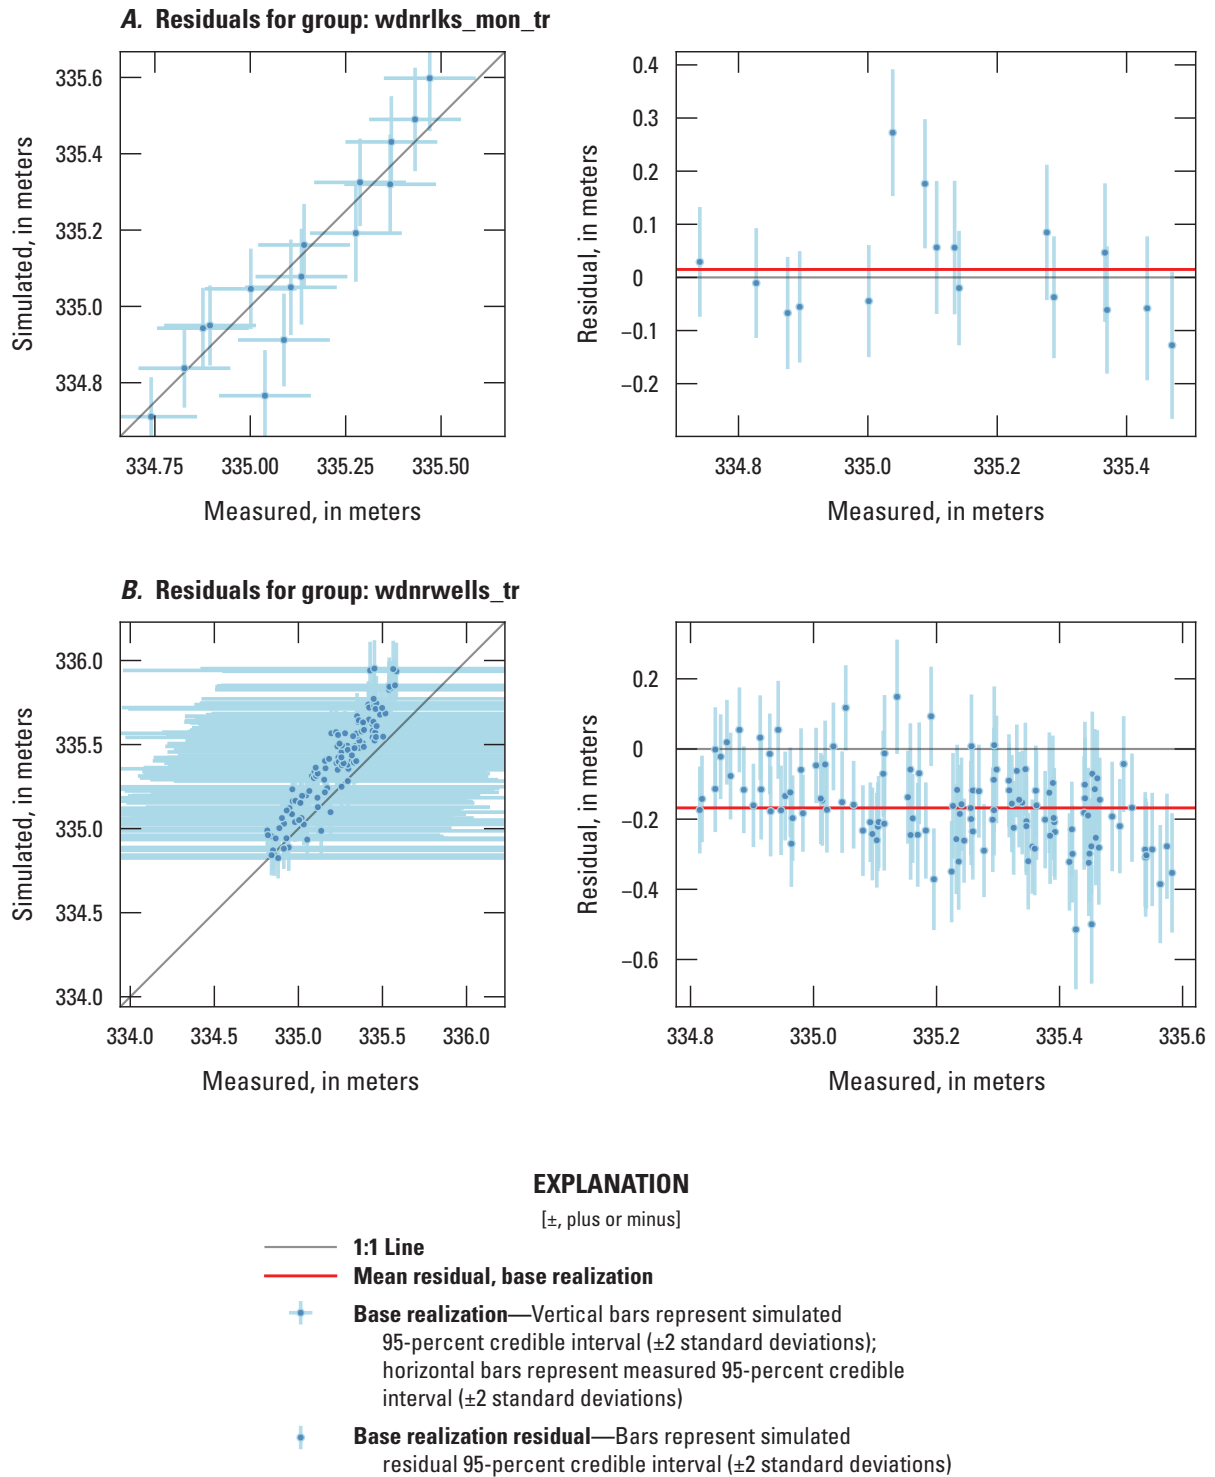 A. Residuals for group: wdnrlks_mon_tr
335.6
335.4
335.2
335.0
334.8
Simulated, in meters
334.75 335.00 335.25 335.50
Measured, in meters
0.4
0.3
0.2
0.1
0
−0.1
−0.2
Residual, in meters
334.8 335.0 335.2 335.4
Measured, in meters
B. Residuals for group: wdnrwells_tr
336.0
335.5
335.0
334.5
334.0
Simulated, in meters
334.0 334.5 335.0 335.5 336.0
Measured, in meters
0.2
0
−0.2
−0.4
−0.6
Residual, in meters
334.8 335.0 335.2 335.4 335.6
Measured, in meters
EXPLANATION
[±, plus or minus]
1:1 Line
Mean residual, base realization
Base realization—Vertical bars represent simulated
95-percent credible interval (±2 standard deviations);
horizontal bars represent measured 95-percent credible
interval (±2 standard deviations)
Base realization residual—Bars represent simulated
residual 95-percent credible interval (±2 standard deviations)